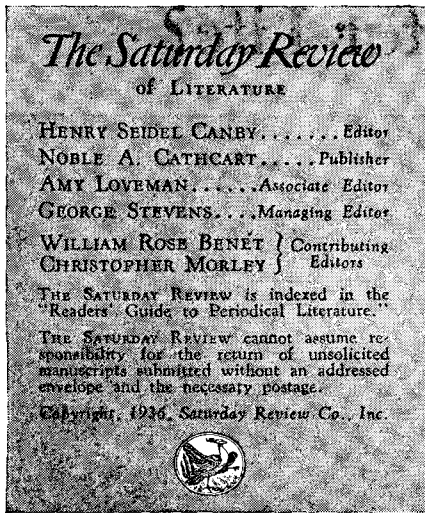 The Saturday Review
of LITERATURE
HENRY SEIDEL CANBY.......Editor
NOBLE A. CATHCART.....Publisher
AMY LOVEMAN......Associate Editor
GEORGE STEVENS....Managing Editor
WILLIAM ROSE BENÉT } Contributing
CHRISTOPHER MORLEY } Editors
THE SATURDAY REVIEW is indexed in the
"Readers' Guide to Periodical Literature."
THE SATURDAY REVIEW cannot assume re-
sponsibility for the return of unsolicited
manuscripts submitted without an addressed
envelope and the necessary postage.
Copyright, 1936, Saturday Review Co., Inc.